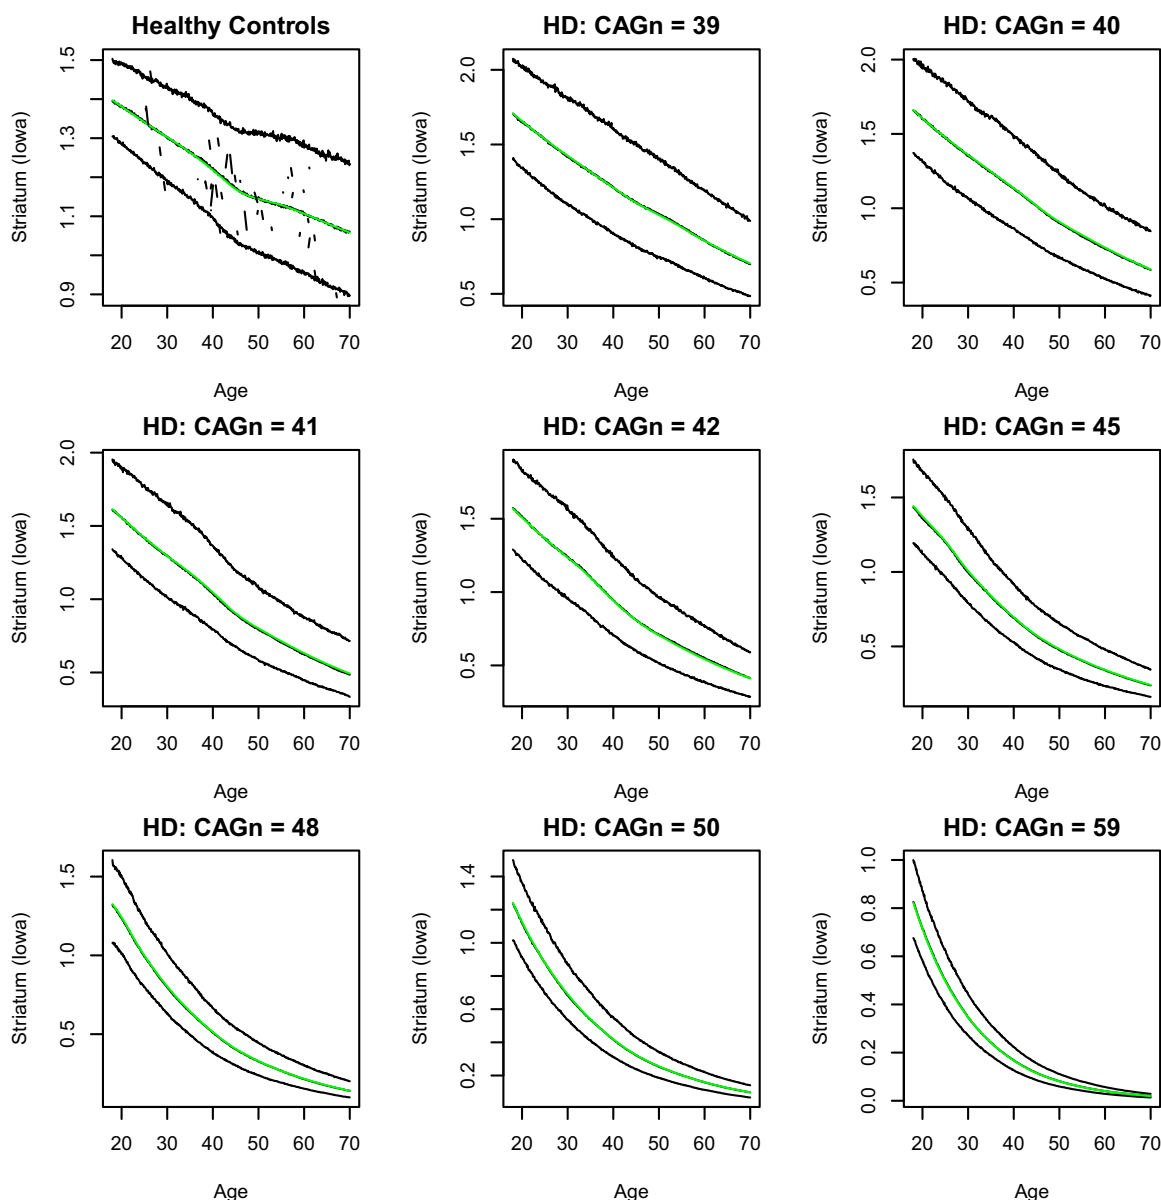 Healthy Controls
Striatum (Iowa)
1.5
1.3
1.1
0.9
20 30 40 50 60 70
Age
HD: CAGn = 39
Striatum (Iowa)
2.0
1.5
1.0
0.5
20 30 40 50 60 70
Age
HD: CAGn = 40
Striatum (Iowa)
2.0
1.5
1.0
0.5
20 30 40 50 60 70
Age
HD: CAGn = 41
Striatum (Iowa)
2.0
1.5
1.0
0.5
20 30 40 50 60 70
Age
HD: CAGn = 42
Striatum (Iowa)
1.5
1.0
0.5
20 30 40 50 60 70
Age
HD: CAGn = 45
Striatum (Iowa)
1.5
1.0
0.5
20 30 40 50 60 70
Age
HD: CAGn = 48
Striatum (Iowa)
1.5
1.0
0.5
20 30 40 50 60 70
Age
HD: CAGn = 50
Striatum (Iowa)
1.4
1.0
0.6
0.2
20 30 40 50 60 70
Age
HD: CAGn = 59
Striatum (Iowa)
1.0
0.8
0.6
0.4
0.2
0.0
20 30 40 50 60 70
Age